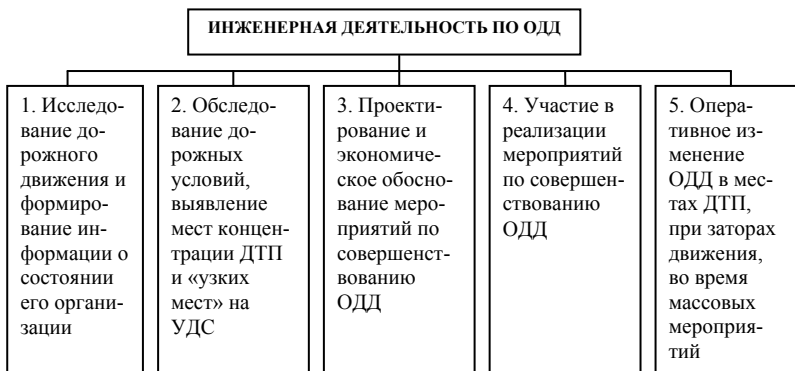 ИНЖЕНЕРНАЯ ДЕЯТЕЛЬНОСТЬ ПО ОДД
1. Исследо-
вание до-
рожного
движения и
формиро-
вание ин-
формации о
состоянии
его органи-
зации
2. Обследо-
вание до-
рожных
условий,
выявление
мест концен-
трации ДТП
и «узких
мест» на
УДС
3. Проекти-
рование и
экономиче-
ское обосно-
вание меро-
приятий по
совершенст-
вованию
ОДД
4. Участие в
реализации
мероприятий
по совершен-
ствованию
ОДД
5. Опера-
тивное из-
менение
ОДД в мес-
тах ДТП,
при заторах
движения,
во время
массовых
мероприя-
тий